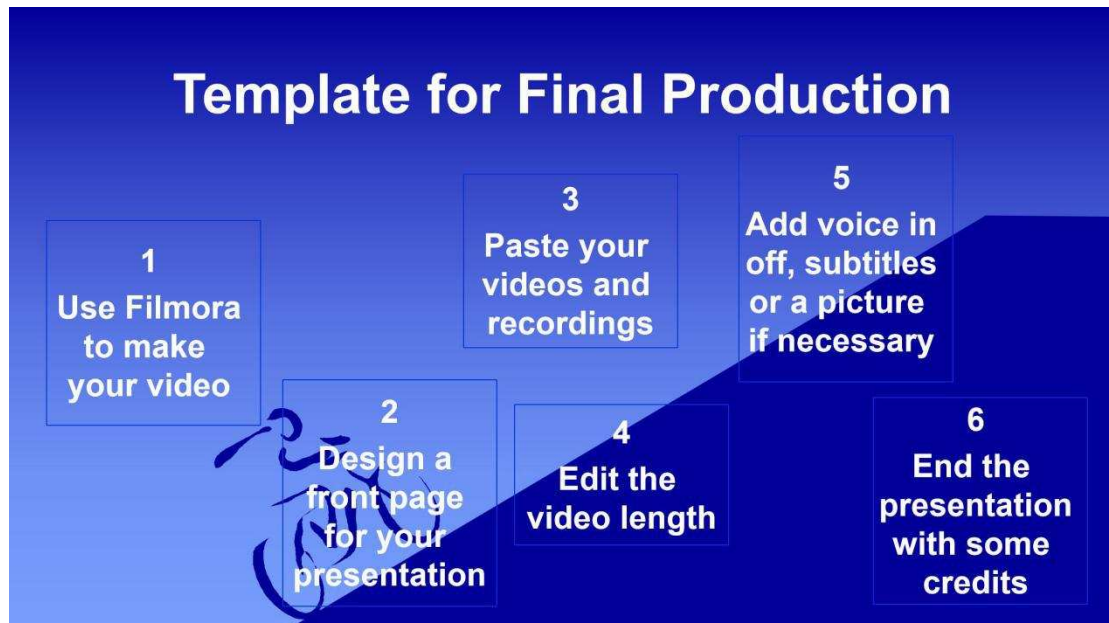 Template for Final Production
1
Use Filmora
to make
your video
2
Design a
front page
for your
presentation
3
Paste your
videos and
recordings
4
Edit the
video length
5
Add voice in
off, subtitles
or a picture
if necessary
6
End the
presentation
with some
credits